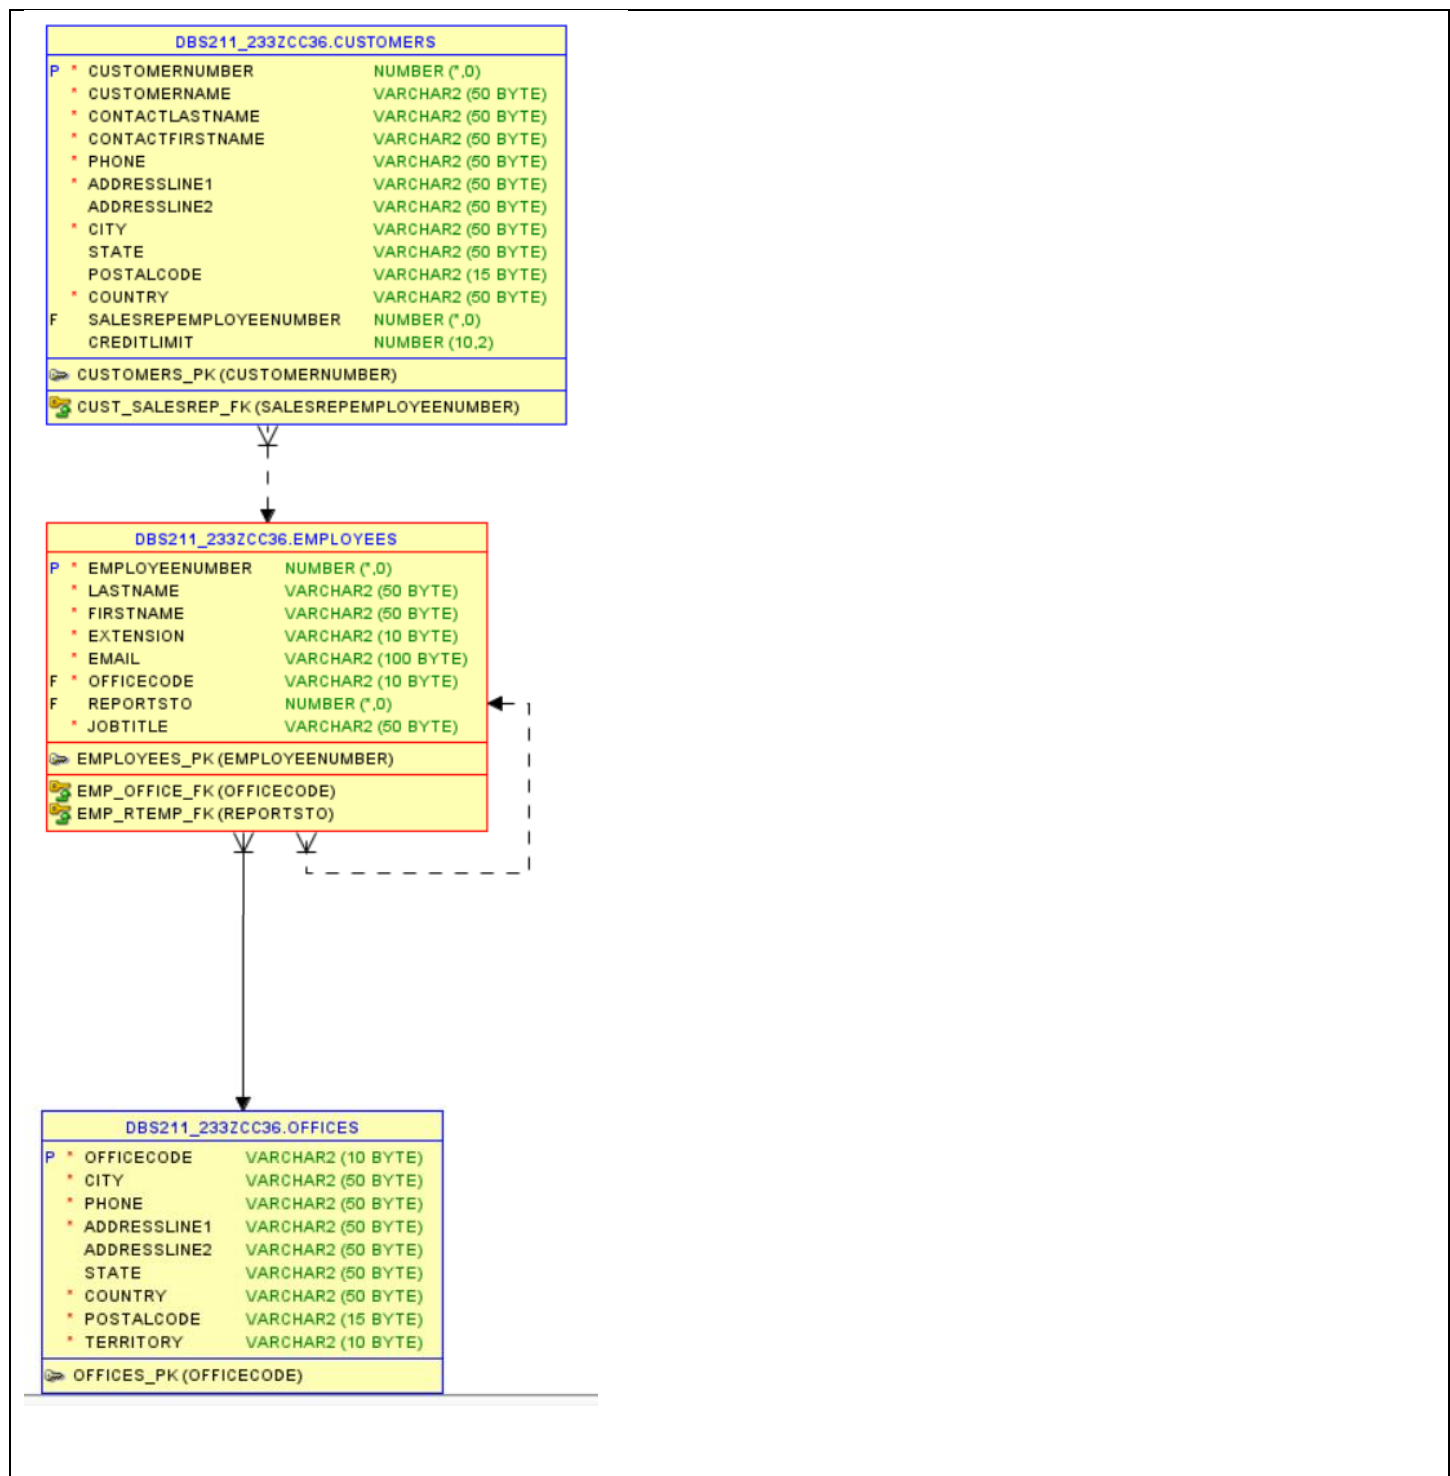 DBS211_233ZCC36.CUSTOMERS
P * CUSTOMERNUMBER NUMBER (*,0)
* CUSTOMERNAME VARCHAR2 (50 BYTE)
* CONTACTLASTNAME VARCHAR2 (50 BYTE)
* CONTACTFIRSTNAME VARCHAR2 (50 BYTE)
* PHONE VARCHAR2 (50 BYTE)
* ADDRESSLINE1 VARCHAR2 (50 BYTE)
ADDRESSLINE2 VARCHAR2 (50 BYTE)
* CITY VARCHAR2 (50 BYTE)
STATE VARCHAR2 (50 BYTE)
POSTALCODE VARCHAR2 (15 BYTE)
* COUNTRY VARCHAR2 (50 BYTE)
F SALESREPEMPLOYEENUMBER NUMBER (*,0)
CREDITLIMIT NUMBER (10,2)
CUSTOMERS_PK (CUSTOMERNUMBER)
CUST_SALESREP_FK (SALESREPEMPLOYEENUMBER)
DBS211_233ZCC36.EMPLOYEES
P * EMPLOYEENUMBER NUMBER (*,0)
* LASTNAME VARCHAR2 (50 BYTE)
* FIRSTNAME VARCHAR2 (50 BYTE)
* EXTENSION VARCHAR2 (10 BYTE)
* EMAIL VARCHAR2 (100 BYTE)
F * OFFICECODE VARCHAR2 (10 BYTE)
F REPORTSTO NUMBER (*,0)
* JOBTITLE VARCHAR2 (50 BYTE)
EMPLOYEES_PK (EMPLOYEENUMBER)
EMP_OFFICE_FK (OFFICECODE)
EMP_RTEMP_FK (REPORTSTO)
DBS211_233ZCC36.OFFICES
P * OFFICECODE VARCHAR2 (10 BYTE)
* CITY VARCHAR2 (50 BYTE)
* PHONE VARCHAR2 (50 BYTE)
* ADDRESSLINE1 VARCHAR2 (50 BYTE)
ADDRESSLINE2 VARCHAR2 (50 BYTE)
STATE VARCHAR2 (50 BYTE)
* COUNTRY VARCHAR2 (50 BYTE)
* POSTALCODE VARCHAR2 (15 BYTE)
* TERRITORY VARCHAR2 (10 BYTE)
OFFICES_PK (OFFICECODE)